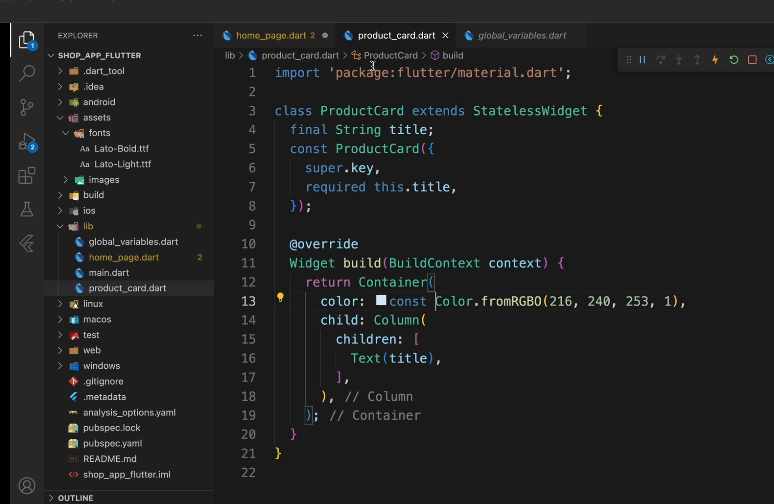 EXPLORER
SHOP_APP_FLUTTER
.dart_tool
.idea
android
assets
fonts
Aa Lato-Bold.ttf
Aa Lato-Light.ttf
images
build
ios
lib
global_variables.dart
home_page.dart 2
main.dart
product_card.dart
linux
macos
test
web
windows
.gitignore
.metadata
analysis_options.yaml
pubspec.lock
pubspec.yaml
README.md
shop_app_flutter.iml
OUTLINE
1
2
home_page.dart 2
product_card.dart
global_variables.dart
lib > product_card.dart > ProductCard > build
1 import 'package:flutter/material.dart';
2
3 class ProductCard extends StatelessWidget {
4 final String title;
5 const ProductCard({
6 super.key,
7 required this.title,
8 });
9
10 @override
11 Widget build(BuildContext context) {
12 return Container(
13 color: const Color.fromRGBO(216, 240, 253, 1),
14 child: Column(
15 children: [
16 Text(title),
17 ],
18 ), // Column
19 ); // Container
20 }
21 }
22